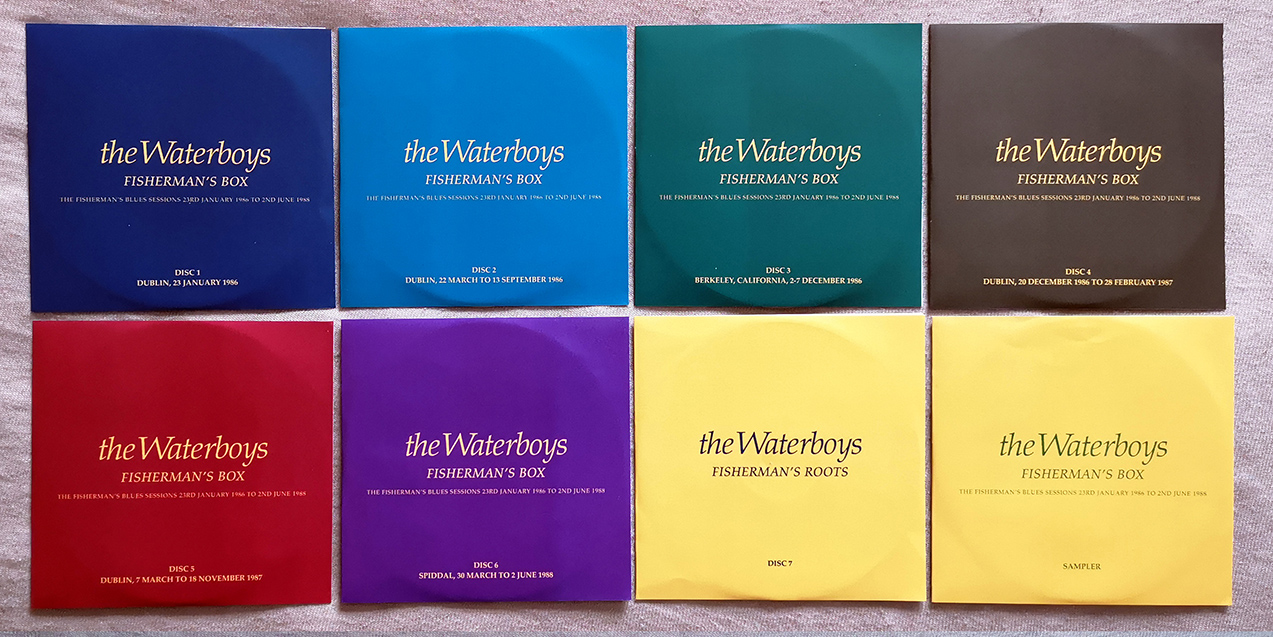 the Waterboys
FISHERMAN'S BOX
THE FISHERMAN'S BLUES SESSIONS 23RD JANUARY 1986 TO 2ND JUNE 1988
DISC 1
DUBLIN, 23 JANUARY 1986
the Waterboys
FISHERMAN'S BOX
THE FISHERMAN'S BLUES SESSIONS 23RD JANUARY 1986 TO 2ND JUNE 1988
DISC 2
DUBLIN, 22 MARCH TO 13 SEPTEMBER 1986
the Waterboys
FISHERMAN'S BOX
THE FISHERMAN'S BLUES SESSIONS 23RD JANUARY 1986 TO 2ND JUNE 1988
DISC 3
BERKELEY, CALIFORNIA, 2-7 DECEMBER 1986
the Waterboys
FISHERMAN'S BOX
THE FISHERMAN'S BLUES SESSIONS 23RD JANUARY 1986 TO 2ND JUNE 1988
DISC 4
DUBLIN, 20 DECEMBER 1986 TO 28 FEBRUARY 1987
the Waterboys
FISHERMAN'S BOX
THE FISHERMAN'S BLUES SESSIONS 23RD JANUARY 1986 TO 2ND JUNE 1988
DISC 5
DUBLIN, 7 MARCH TO 18 NOVEMBER 1987
the Waterboys
FISHERMAN'S BOX
THE FISHERMAN'S BLUES SESSIONS 23RD JANUARY 1986 TO 2ND JUNE 1988
DISC 6
SPIDDAL, 30 MARCH TO 2 JUNE 1988
the Waterboys
FISHERMAN'S ROOTS
DISC 7
the Waterboys
FISHERMAN'S BOX
THE FISHERMAN'S BLUES SESSIONS 23RD JANUARY 1986 TO 2ND JUNE 1988
SAMPLER